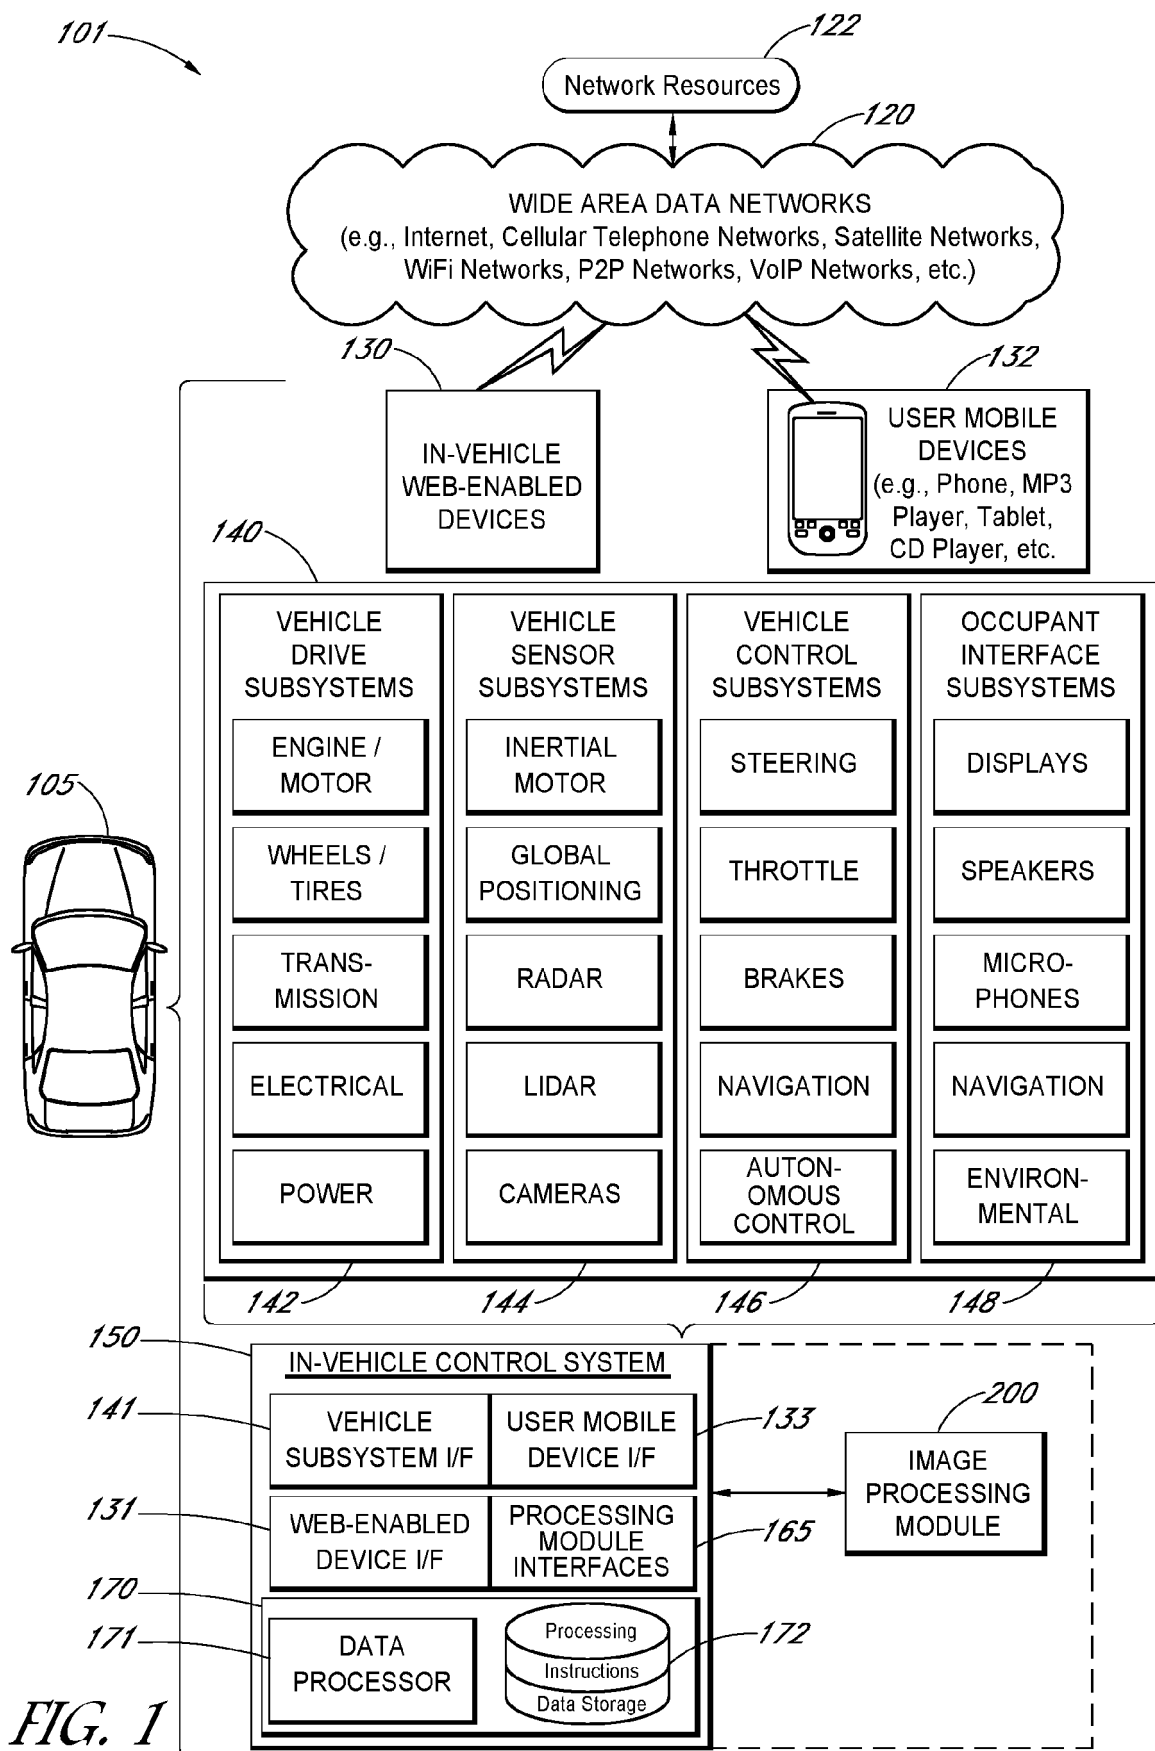 101
122
Network Resources
120
WIDE AREA DATA NETWORKS
(e.g., Internet, Cellular Telephone Networks, Satellite Networks,
WiFi Networks, P2P Networks, VoIP Networks, etc.)
130
132
IN-VEHICLE
WEB-ENABLED
DEVICES
USER MOBILE
DEVICES
(e.g., Phone, MP3
Player, Tablet,
CD Player, etc.
140
VEHICLE
DRIVE
SUBSYSTEMS
ENGINE /
MOTOR
WHEELS /
TIRES
TRANS-
MISSION
ELECTRICAL
POWER
VEHICLE
SENSOR
SUBSYSTEMS
INERTIAL
MOTOR
GLOBAL
POSITIONING
RADAR
LIDAR
CAMERAS
VEHICLE
CONTROL
SUBSYSTEMS
STEERING
THROTTLE
BRAKES
NAVIGATION
AUTON-
OMOUS
CONTROL
OCCUPANT
INTERFACE
SUBSYSTEMS
DISPLAYS
SPEAKERS
MICRO-
PHONES
NAVIGATION
ENVIRON-
MENTAL
105
142
144
146
148
150
IN-VEHICLE CONTROL SYSTEM
141
VEHICLE
SUBSYSTEM I/F
USER MOBILE
DEVICE I/F
133
131
WEB-ENABLED
DEVICE I/F
PROCESSING
MODULE
INTERFACES
165
200
IMAGE
PROCESSING
MODULE
170
171
DATA
PROCESSOR
Processing
Instructions
Data Storage
172
FIG. 1